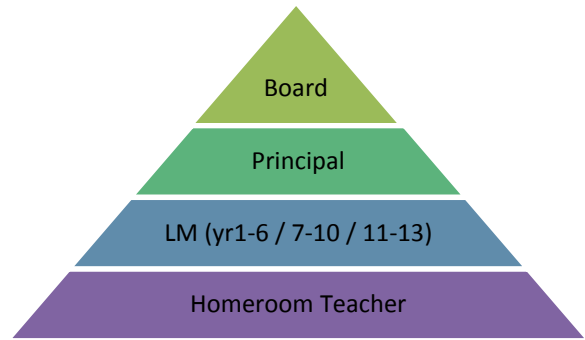 Board
Principal
LM (yr1-6 / 7-10 / 11-13)
Homeroom Teacher